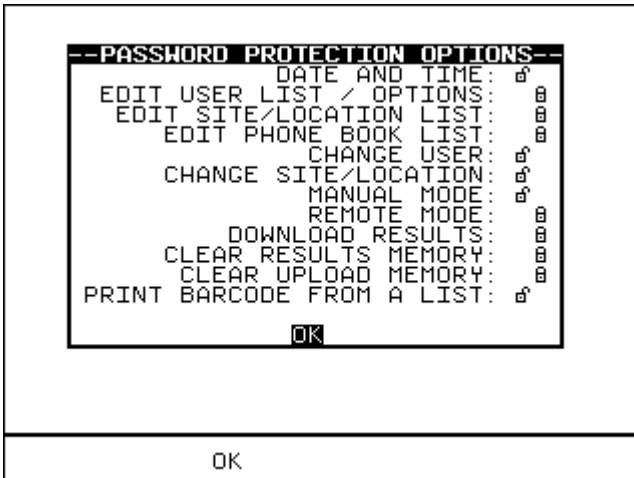 --PASSWORD PROTECTION OPTIONS--
DATE AND TIME:
EDIT USER LIST / OPTIONS:
EDIT SITE/LOCATION LIST:
EDIT PHONE BOOK LIST:
CHANGE USER:
CHANGE SITE/LOCATION:
MANUAL MODE:
REMOTE MODE:
DOWNLOAD RESULTS:
CLEAR RESULTS MEMORY:
CLEAR UPLOAD MEMORY:
PRINT BARCODE FROM A LIST:
OK
OK